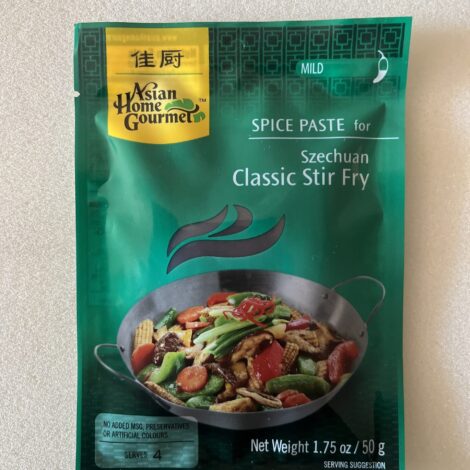 佳厨
Asian
Home
Gourmet™
MILD
SPICE PASTE for
Szechuan
Classic Stir Fry
NO ADDED MSG, PRESERVATIVES
OR ARTIFICIAL COLOURS
SERVES 4
Net Weight 1.75 oz / 50 g
SERVING SUGGESTION